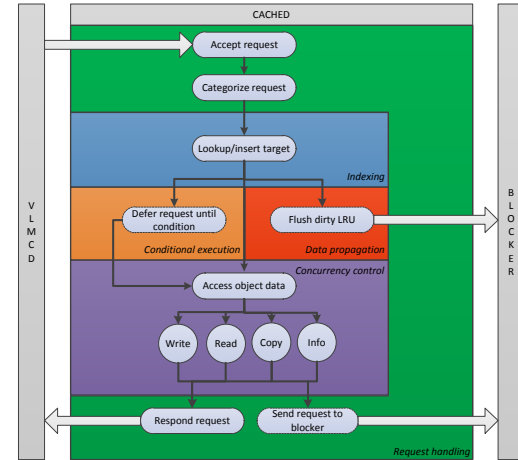 CACHED
Accept request
Categorize request
Lookup/insert target
Indexing
Defer request until
condition
Flush dirty LRU
Conditional execution
Data propagation
Concurrency control
Access object data
Write
Read
Copy
Info
Respond request
Send request to
blocker
Request handling
V
L
M
C
D
B
L
O
C
K
E
R